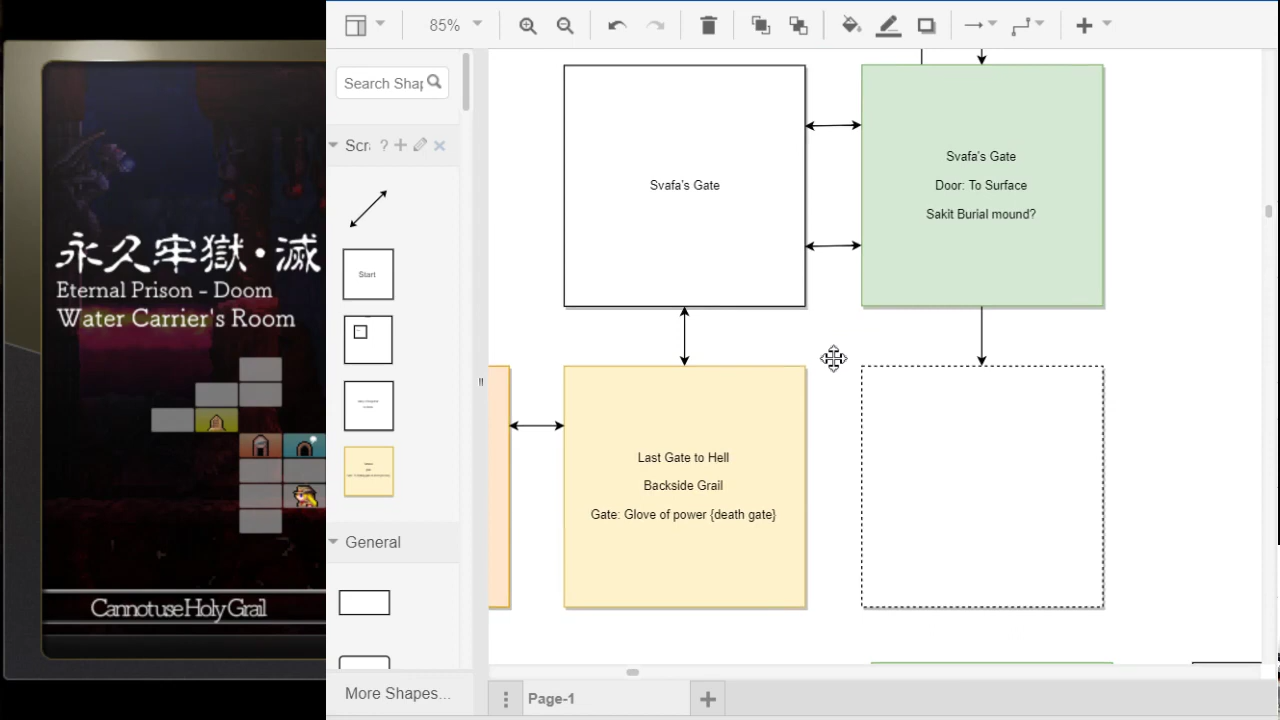 永久牢獄・滅
Eternal Prison - Doom
Water Carrier's Room
Cannot use Holy Grail
85%
Search Shap
Scr
?
Start
General
More Shapes...
Svafa's Gate
Svafa's Gate
Door: To Surface
Sakit Burial mound?
Last Gate to Hell
Backside Grail
Gate: Glove of power {death gate}
Page-1